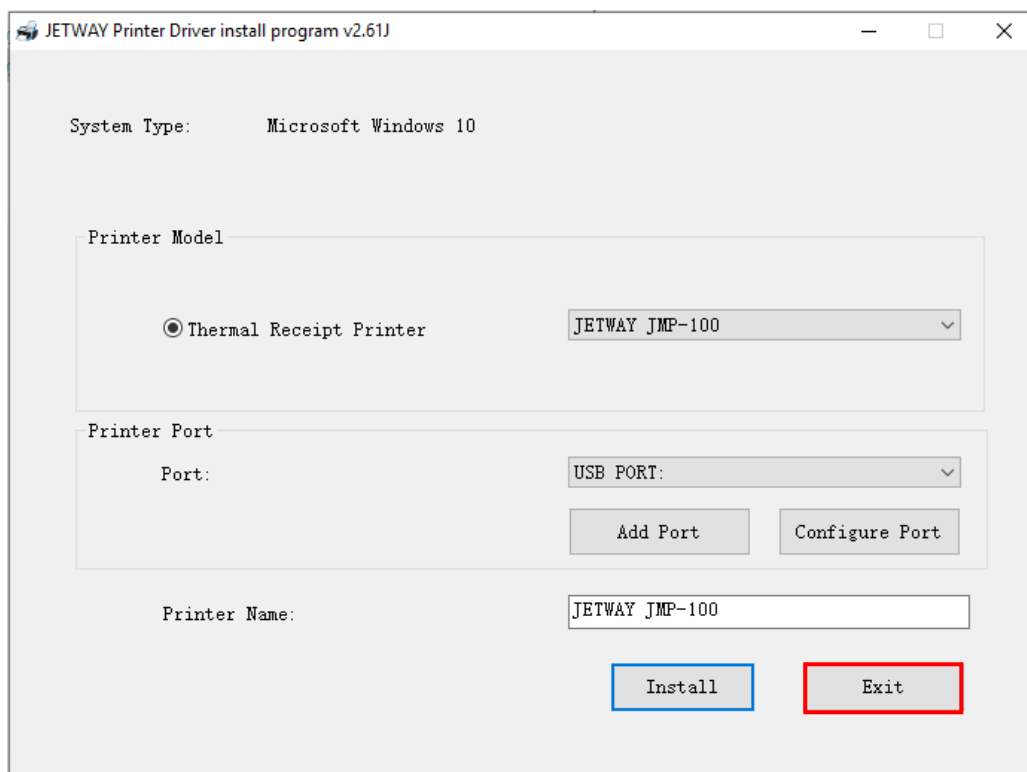 JETWAY Printer Driver install program v2.61J
System Type: Microsoft Windows 10
Printer Model
Thermal Receipt Printer JETWAY JMP-100
Printer Port
Port: USB PORT:
Add Port Configure Port
Printer Name: JETWAY JMP-100
Install Exit